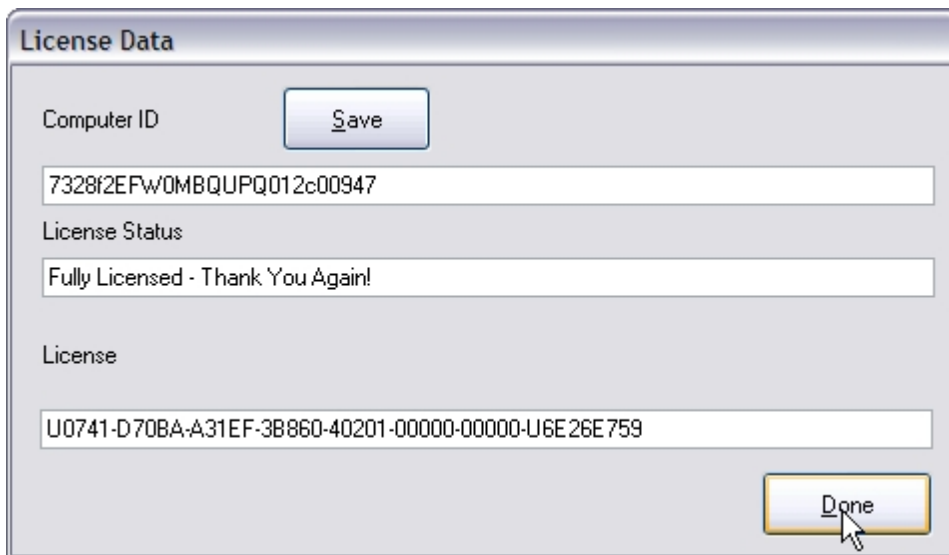 License Data
Computer ID
Save
7328f2EFW0MBQUPQ012c00947
License Status
Fully Licensed - Thank You Again!
License
U0741-D70BA-A31EF-3B860-40201-00000-00000-U6E26E759
Done